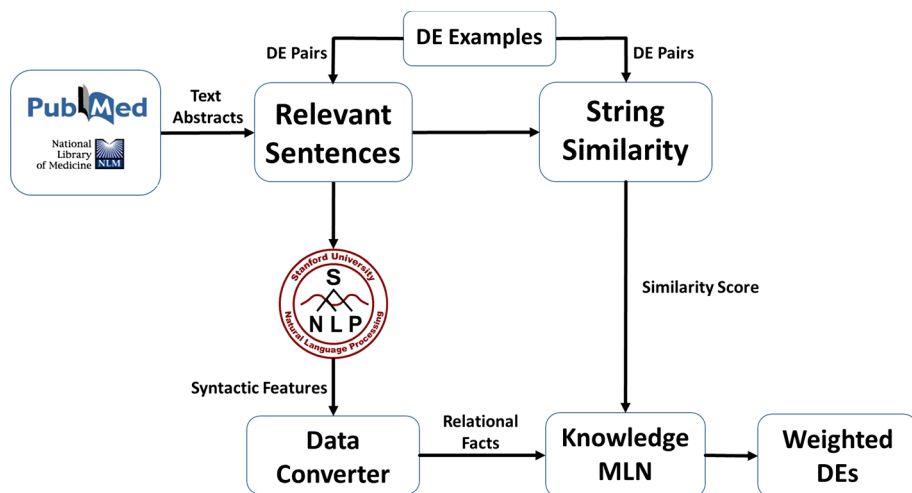 DE Examples
DE Pairs
DE Pairs
PubMed
National
Library
of Medicine
NLM
Text
Abstracts
Relevant
Sentences
String
Similarity
Stanford University
S
N L P
Natural Language Processing
Similarity Score
Syntactic Features
Data
Converter
Relational
Facts
Knowledge
MLN
Weighted
DEs